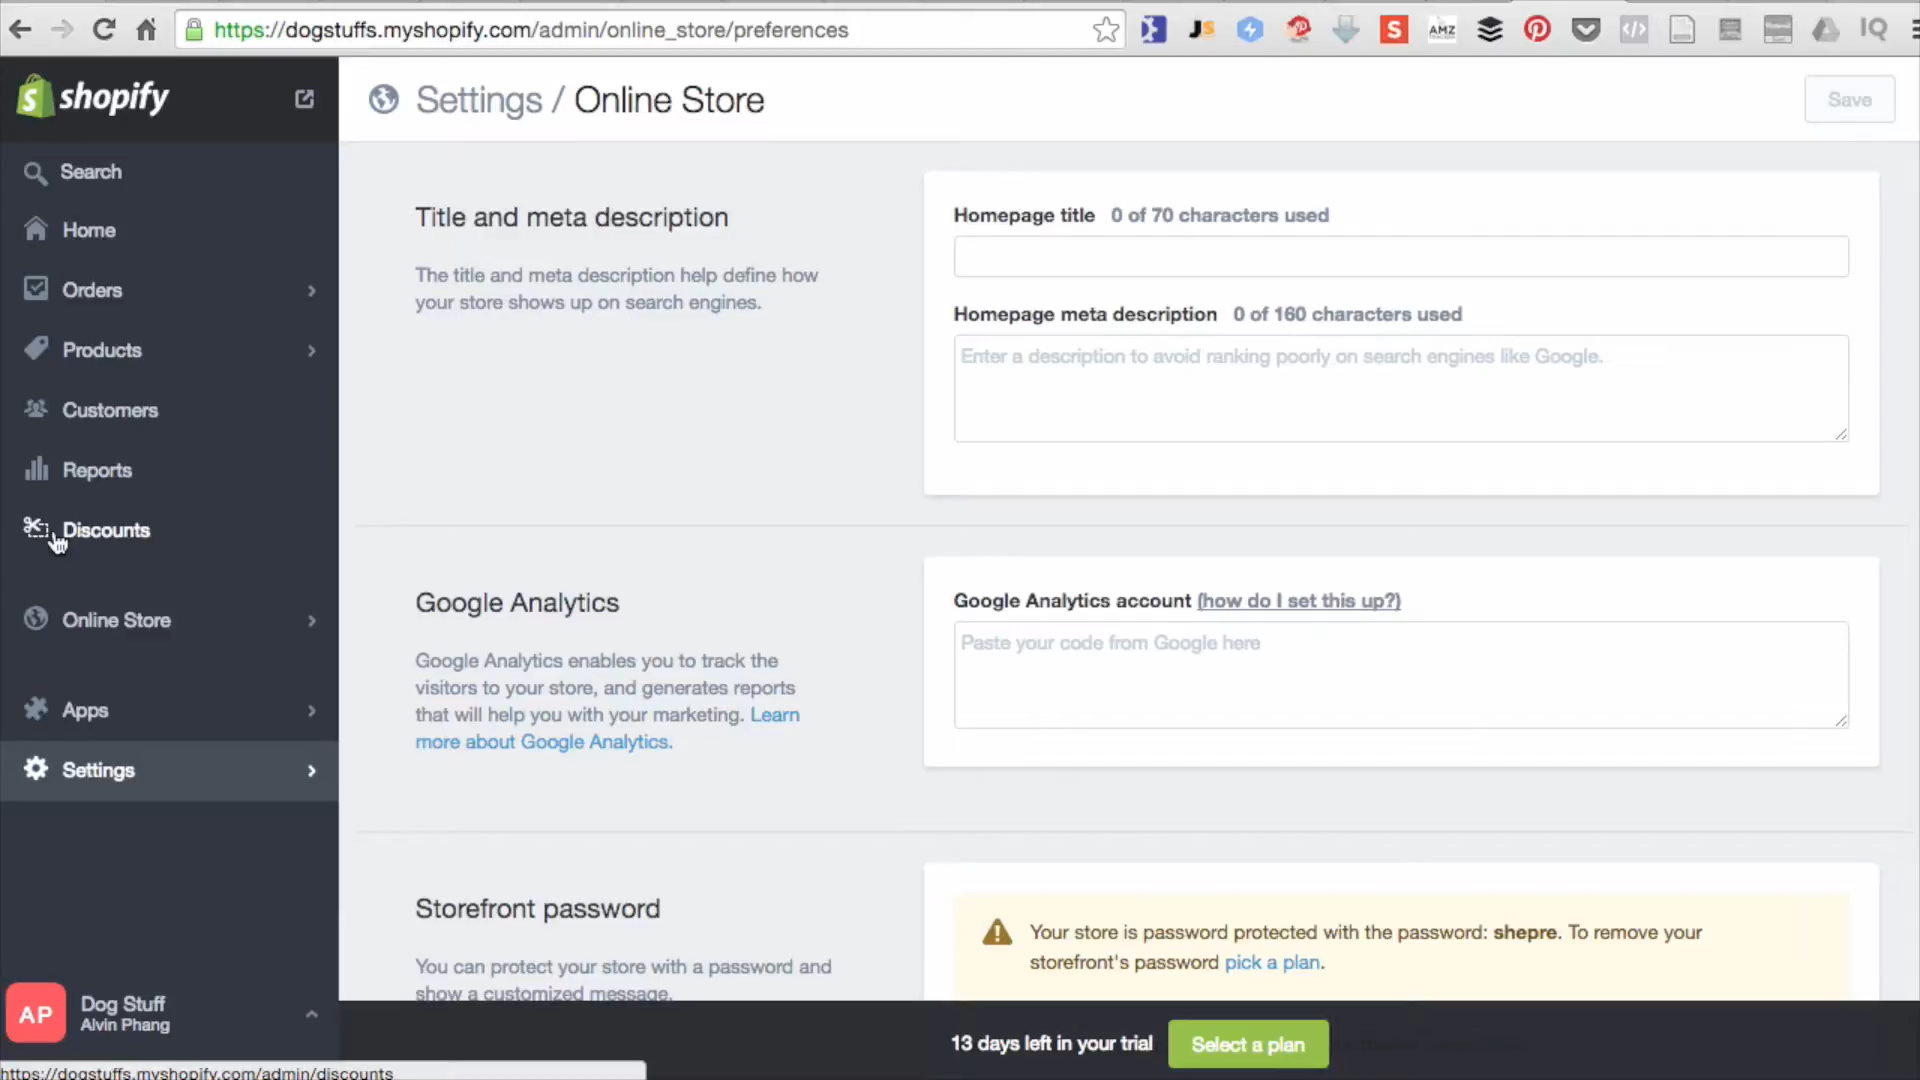 https://dogstuffs.myshopify.com/admin/online_store/preferences
JS
S
AMZ
IQ
shopify
Settings / Online Store
Save
Search
Home
Orders
Products
Customers
Reports
Discounts
Online Store
Apps
Settings
Title and meta description
The title and meta description help define how
your store shows up on search engines.
Homepage title 0 of 70 characters used
Homepage meta description 0 of 160 characters used
Enter a description to avoid ranking poorly on search engines like Google.
Google Analytics
Google Analytics enables you to track the
visitors to your store, and generates reports
that will help you with your marketing. Learn
more about Google Analytics.
Google Analytics account (how do I set this up?)
Paste your code from Google here
Storefront password
You can protect your store with a password and
show a customized message.
Your store is password protected with the password: shepre. To remove your
storefront's password pick a plan.
AP
Dog Stuff
Alvin Phang
13 days left in your trial
Select a plan
https://dogstuffs.myshopify.com/admin/discounts